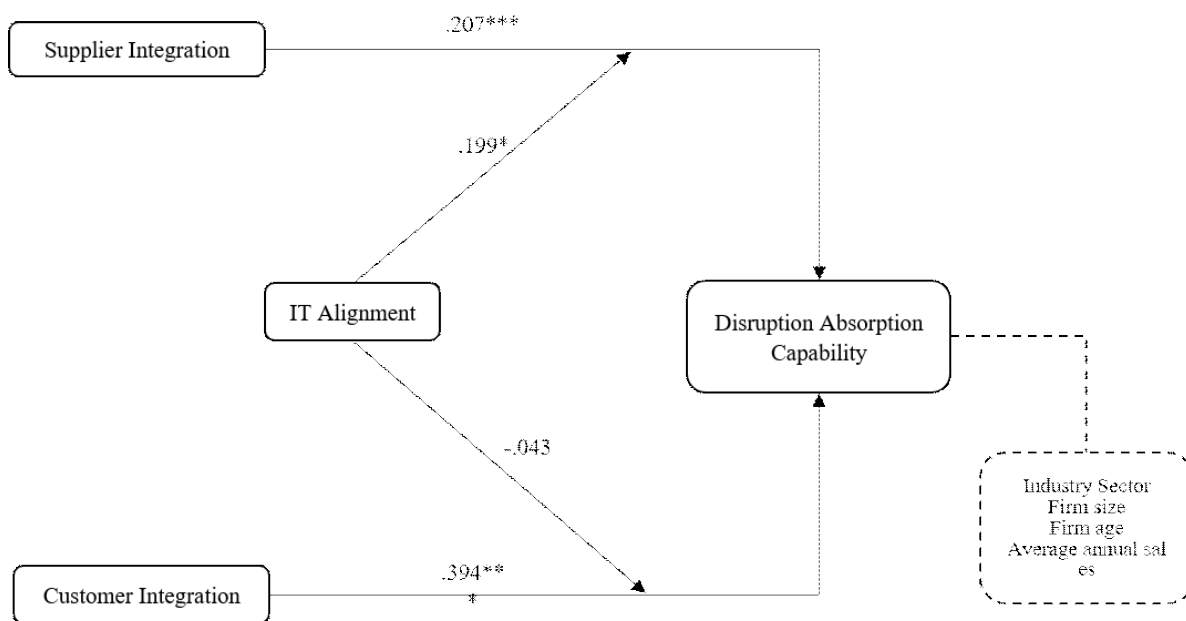 .207***
Supplier Integration
.199*
IT Alignment
Disruption Absorption
Capability
-.043
Industry Sector
Firm size
Firm age
Average annual sal
es
.394**
*
Customer Integration